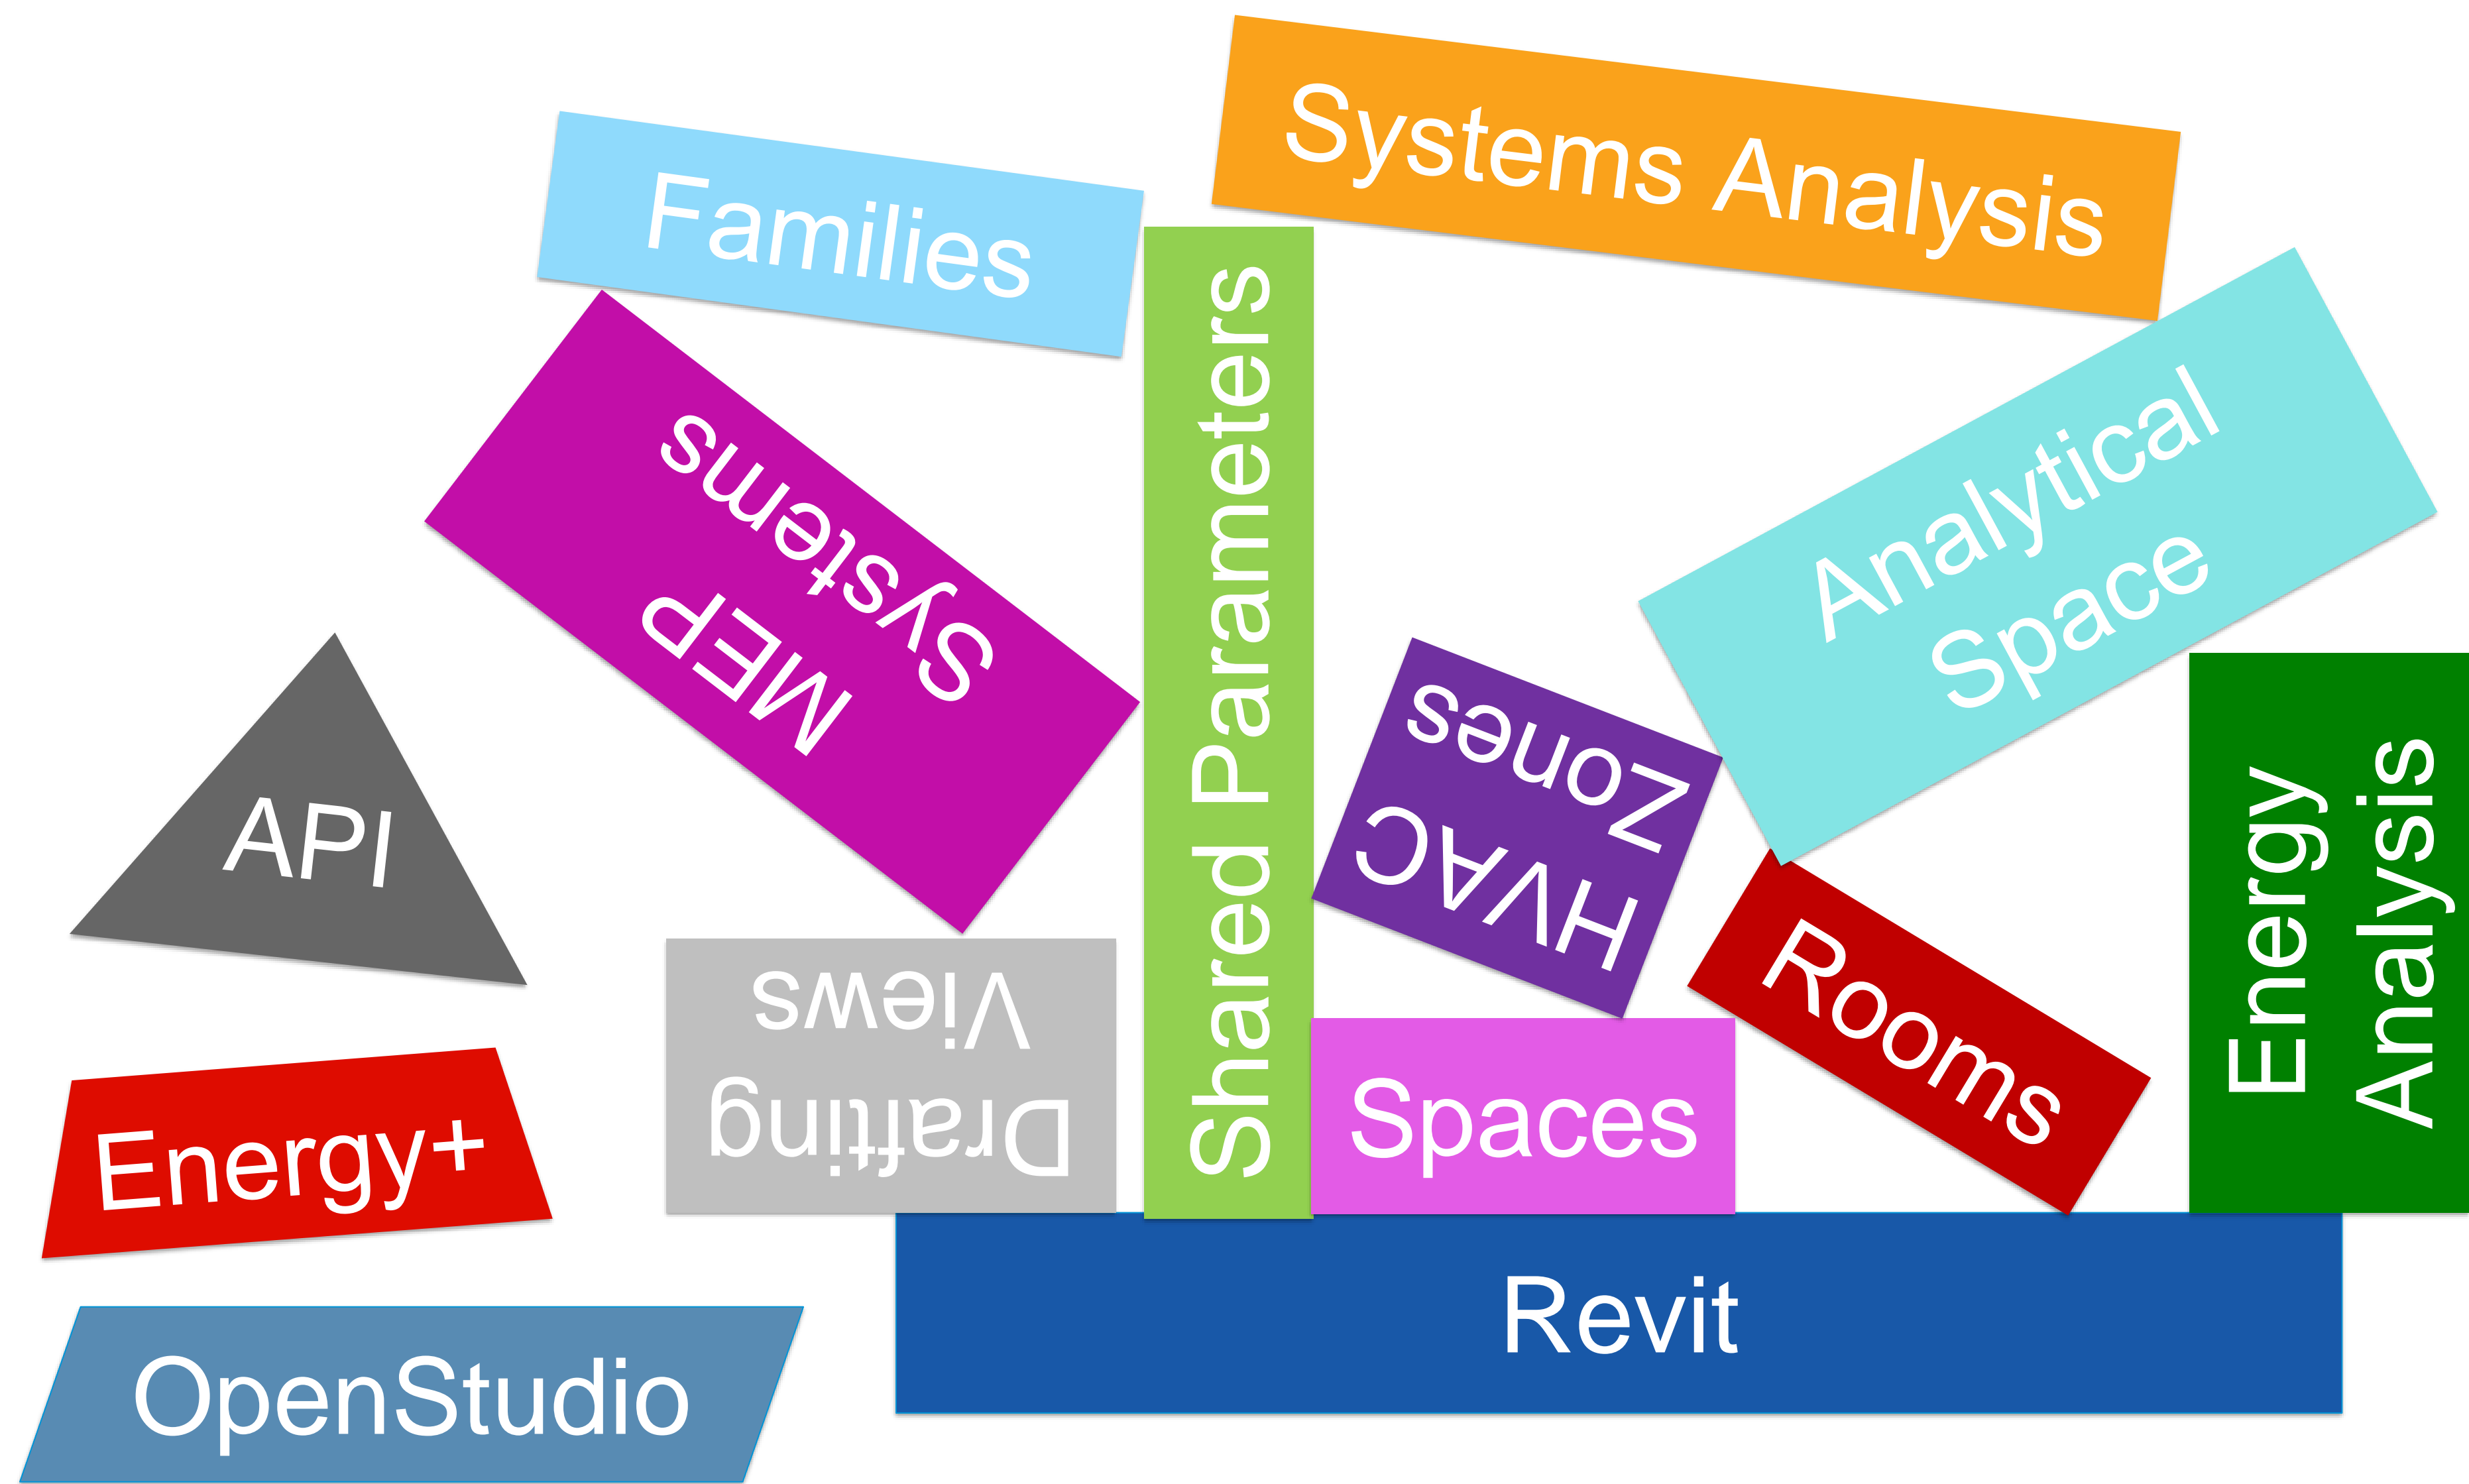 Systems Analysis
Families
MEP
Systems
Shared Parameters
Analytical
Space
HVAC
Zones
API
Rooms
Energy
Analysis
Drafting
Views
Spaces
Energy+
Revit
OpenStudio